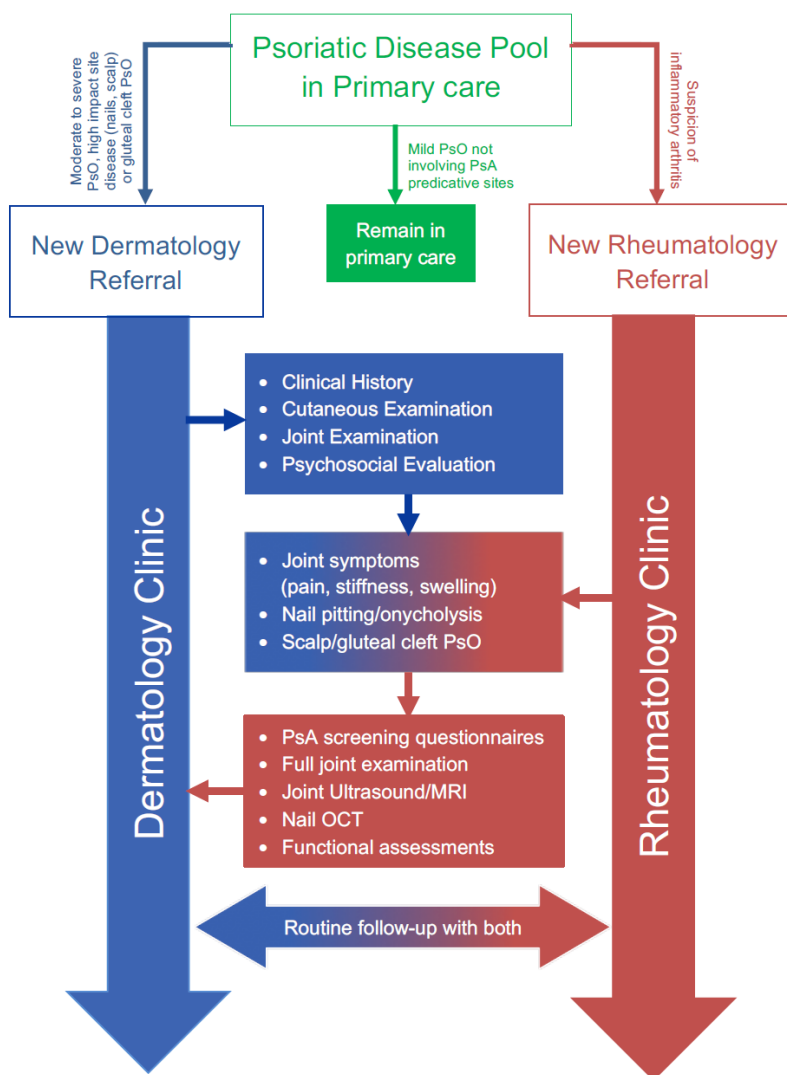 Psoriatic Disease Pool
in Primary care
Moderate to severe
PsO, high impact site
disease (nails, scalp)
or gluteal cleft PsO
Mild PsO not
involving PsA
predicative sites
Suspicion of
inflammatory arthritis
New Dermatology
Referral
Remain in
primary care
New Rheumatology
Referral
• Clinical History
• Cutaneous Examination
• Joint Examination
• Psychosocial Evaluation
• Joint symptoms
(pain, stiffness, swelling)
• Nail pitting/onycholysis
• Scalp/gluteal cleft PsO
• PsA screening questionnaires
• Full joint examination
• Joint Ultrasound/MRI
• Nail OCT
• Functional assessments
Dermatology Clinic
Rheumatology Clinic
Routine follow-up with both